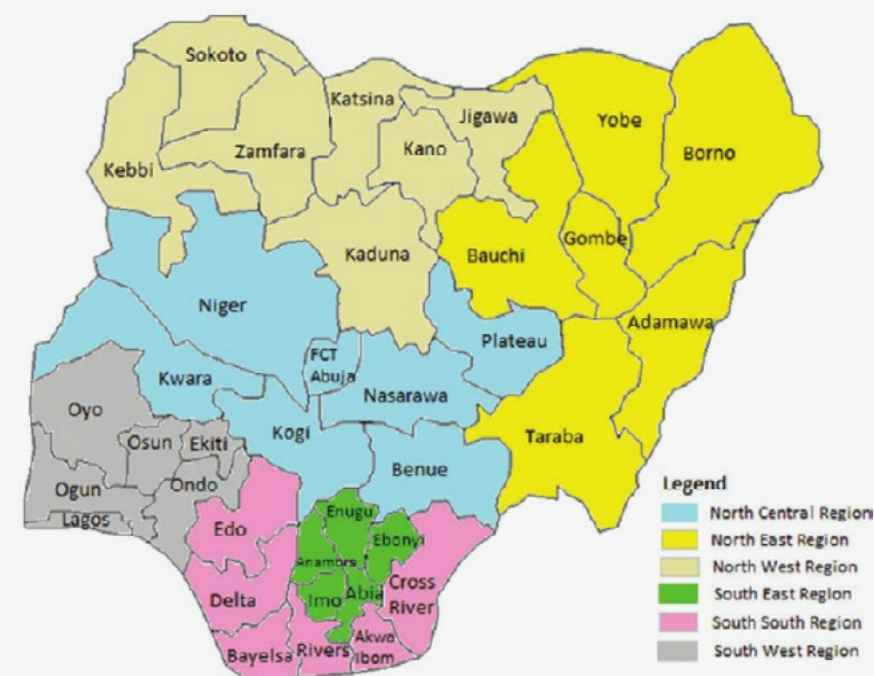 Sokoto
Katsina
Jigawa
Yobe
Kano
Zamfara
Borno
Kebbi
Kaduna
Bauchi
Gombe
Niger
Adamawa
Plateau
FCT
Abuja
Kwara
Nasarawa
Oyo
Kogi
Taraba
Osun
Ekiti
Benue
Ogun
Ondo
Lagos
Edo
Enugu
Ebonyi
Anambra
Delta
Imo
Abia
Cross
River
Bayelsa
Rivers
Akwa
Ibom
Legend
North Central Region
North East Region
North West Region
South East Region
South South Region
South West Region